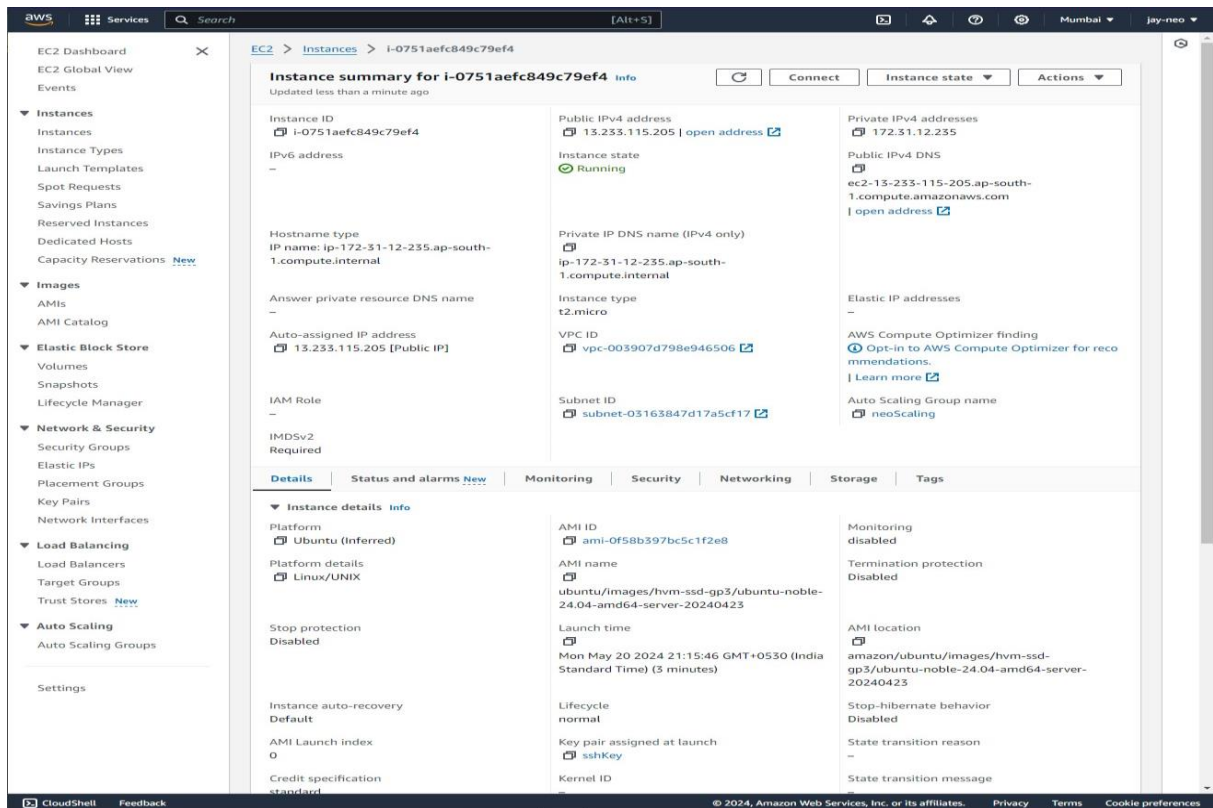 aws
Services
Search
[Alt+S]
Mumbai
jay-neo
EC2 Dashboard
EC2 Global View
Events
Instances
Instances
Instance Types
Launch Templates
Spot Requests
Savings Plans
Reserved Instances
Dedicated Hosts
Capacity Reservations New
Images
AMIs
AMI Catalog
Elastic Block Store
Volumes
Snapshots
Lifecycle Manager
Network & Security
Security Groups
Elastic IPs
Placement Groups
Key Pairs
Network Interfaces
Load Balancing
Load Balancers
Target Groups
Trust Stores New
Auto Scaling
Auto Scaling Groups
Settings
EC2 > Instances > i-0751aefc849c79ef4
Instance summary for i-0751aefc849c79ef4 Info
Updated less than a minute ago
Connect
Instance state
Actions
Instance ID
i-0751aefc849c79ef4
Public IPv4 address
13.233.115.205 | open address
Private IPv4 addresses
172.31.12.235
IPv6 address
–
Instance state
Running
Public IPv4 DNS
ec2-13-233-115-205.ap-south-
1.compute.amazonaws.com
| open address
Hostname type
IP name: ip-172-31-12-235.ap-south-
1.compute.internal
Private IP DNS name (IPv4 only)
ip-172-31-12-235.ap-south-
1.compute.internal
Answer private resource DNS name
–
Instance type
t2.micro
Elastic IP addresses
–
Auto-assigned IP address
13.233.115.205 [Public IP]
VPC ID
vpc-003907d798e946506
AWS Compute Optimizer finding
Opt-in to AWS Compute Optimizer for reco
mmendations.
| Learn more
IAM Role
–
Subnet ID
subnet-03163847d17a5cf17
Auto Scaling Group name
neoScaling
IMDSv2
Required
Details
Status and alarms New
Monitoring
Security
Networking
Storage
Tags
Instance details Info
Platform
Ubuntu (Inferred)
AMI ID
ami-0f58b397bc5c1f2e8
Monitoring
disabled
Platform details
Linux/UNIX
AMI name
ubuntu/images/hvm-ssd-gp3/ubuntu-noble-
24.04-amd64-server-20240423
Termination protection
Disabled
Stop protection
Disabled
Launch time
Mon May 20 2024 21:15:46 GMT+0530 (India
Standard Time) (3 minutes)
AMI location
amazon/ubuntu/images/hvm-ssd-
gp3/ubuntu-noble-24.04-amd64-server-
20240423
Instance auto-recovery
Default
Lifecycle
normal
Stop-hibernate behavior
Disabled
AMI Launch index
0
Key pair assigned at launch
sshKey
State transition reason
–
Credit specification
standard
Kernel ID
–
State transition message
–
CloudShell
Feedback
© 2024, Amazon Web Services, Inc. or its affiliates.
Privacy
Terms
Cookie preferences